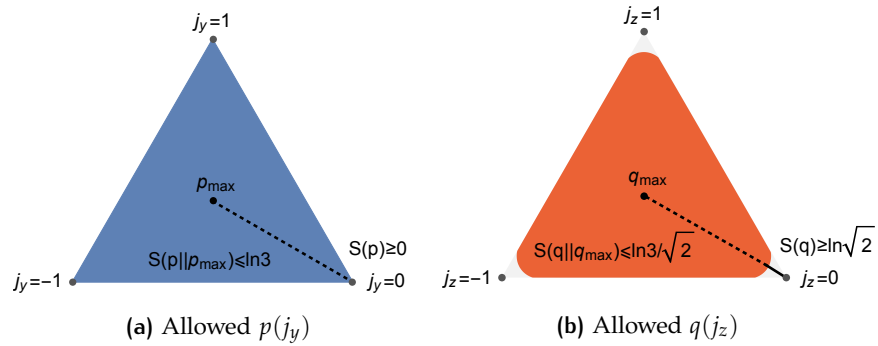 j_y=1
p_max
S(p)≥0
S(p||p_max)≤ln3
j_y=−1
j_y=0
(a) Allowed p(j_y)
j_z=1
q_max
S(q)≥ln√2
S(q||q_max)≤ln3/√2
j_z=−1
j_z=0
(b) Allowed q(j_z)